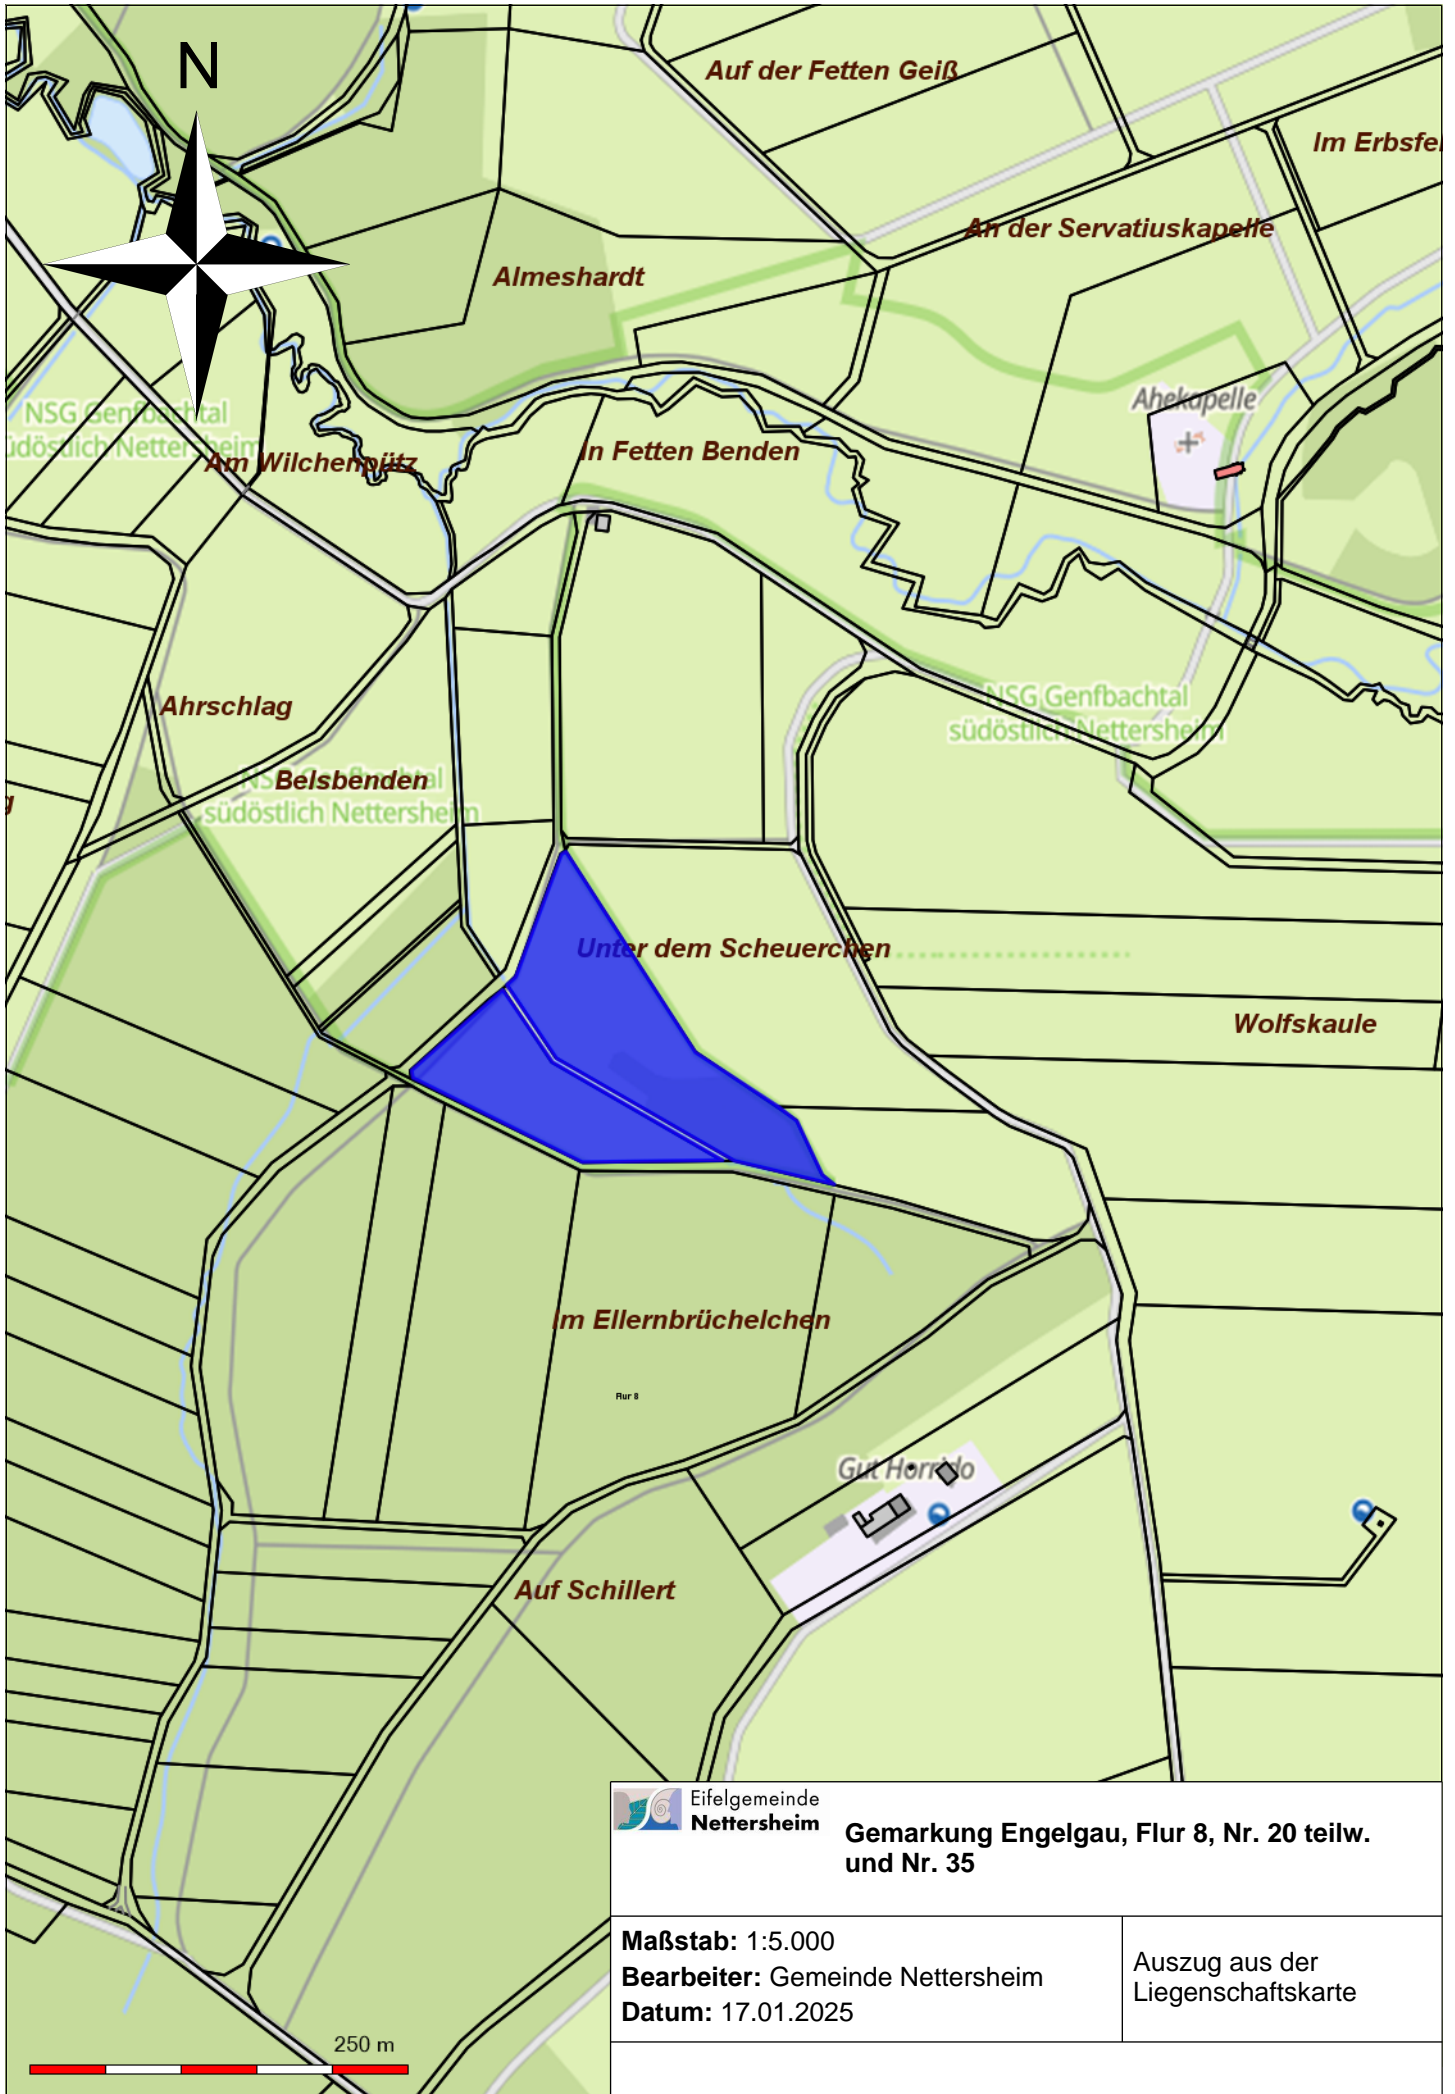 N
Auf der Fetten Geiß
Im Erbsfe
An der Servatiuskapelle
Almeshardt
Ahekapelle
NSG Genfbachtal
üdöstlich Nettersheim
Am Wilchenpütz
In Fetten Benden
Ahrschlag
NSG Genfbachtal
südöstlich Nettersheim
Belsbenden
NSG Genfbachtal
südöstlich Nettersheim
g
Unter dem Scheuerchen
Wolfskaule
Im Ellernbrüchelchen
Flur 8
Gut Horrido
Auf Schillert
Eifelgemeinde
Nettersheim
Gemarkung Engelgau, Flur 8, Nr. 20 teilw.
und Nr. 35
Maßstab: 1:5.000
Bearbeiter: Gemeinde Nettersheim
Datum: 17.01.2025
Auszug aus der
Liegenschaftskarte
250 m